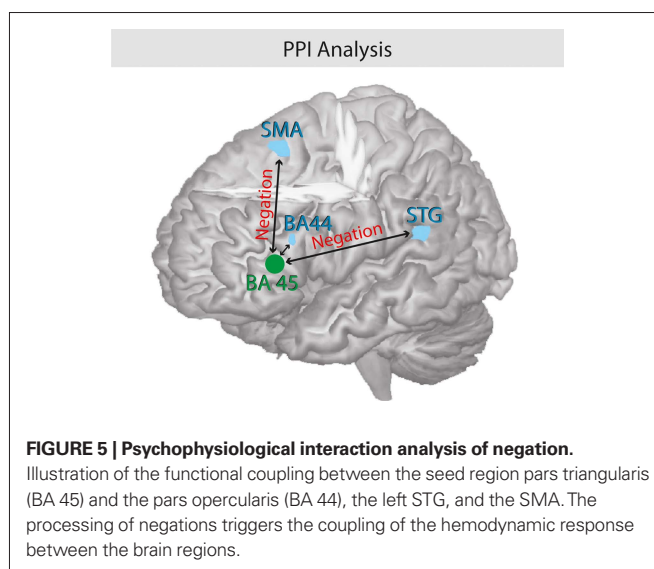 PPI Analysis
SMA
Negation
BA44
STG
Negation
BA 45
FIGURE 5 | Psychophysiological interaction analysis of negation.
Illustration of the functional coupling between the seed region pars triangularis
(BA 45) and the pars opercularis (BA 44), the left STG, and the SMA. The
processing of negations triggers the coupling of the hemodynamic response
between the brain regions.